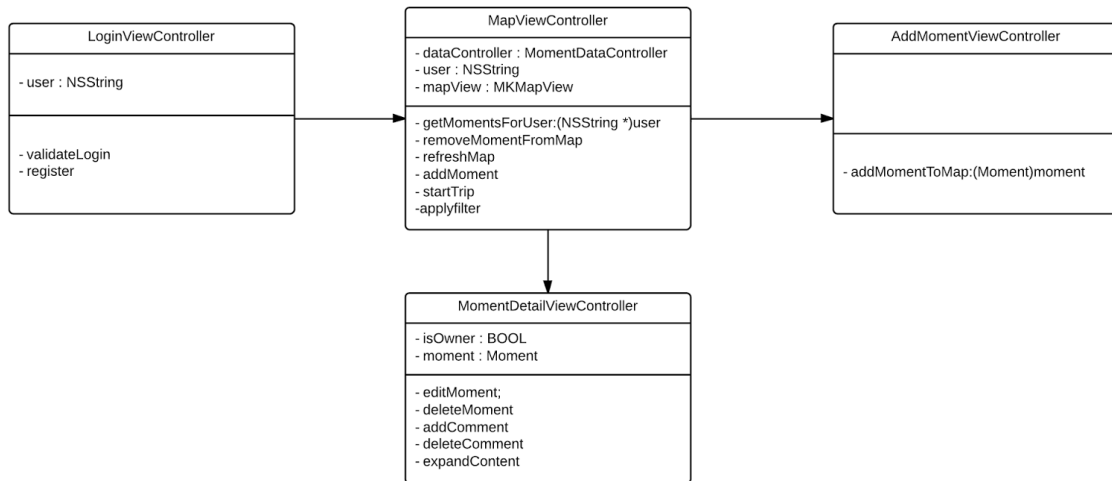 LoginViewController
- user : NSString
- validateLogin
- register
MapViewController
- dataController : MomentDataController
- user : NSString
- mapView : MKMapView
- getMomentsForUser:(NSString *)user
- removeMomentFromMap
- refreshMap
- addMoment
- startTrip
-applyfilter
AddMomentViewController
- addMomentToMap:(Moment)moment
MomentDetailViewController
- isOwner : BOOL
- moment : Moment
- editMoment;
- deleteMoment
- addComment
- deleteComment
- expandContent